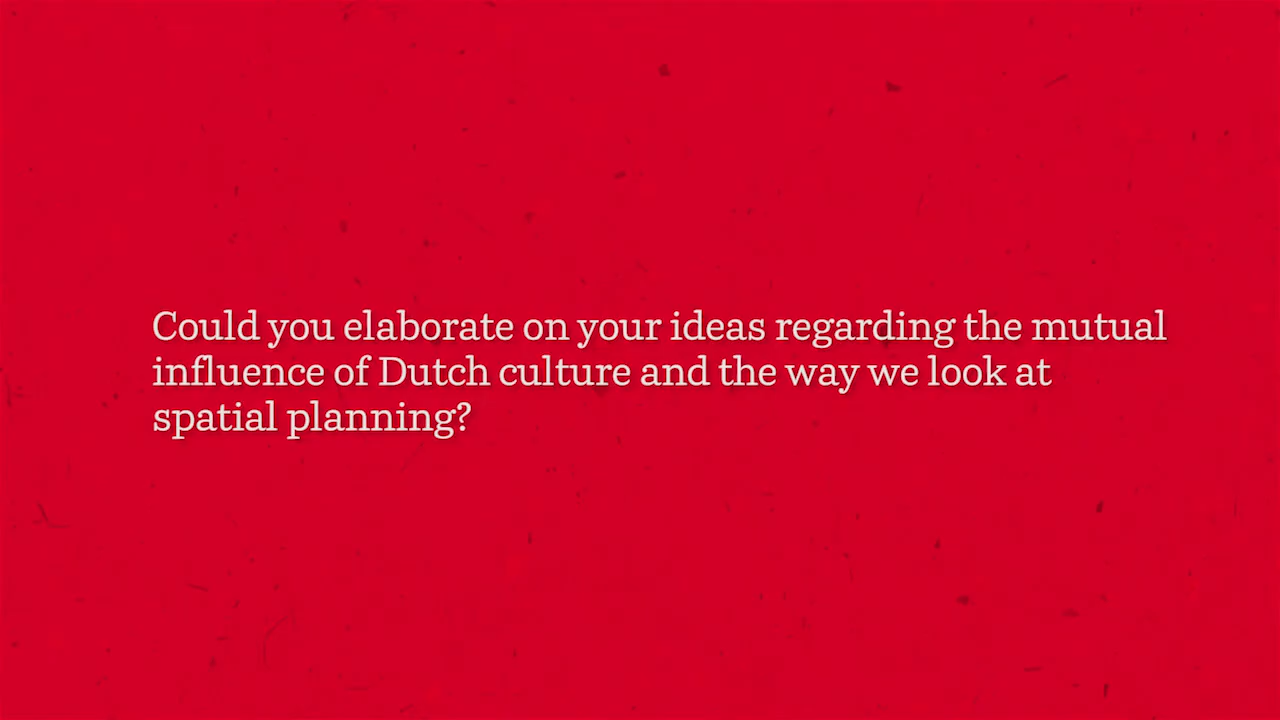 Could you elaborate on your ideas regarding the mutual
influence of Dutch culture and the way we look at
spatial planning?